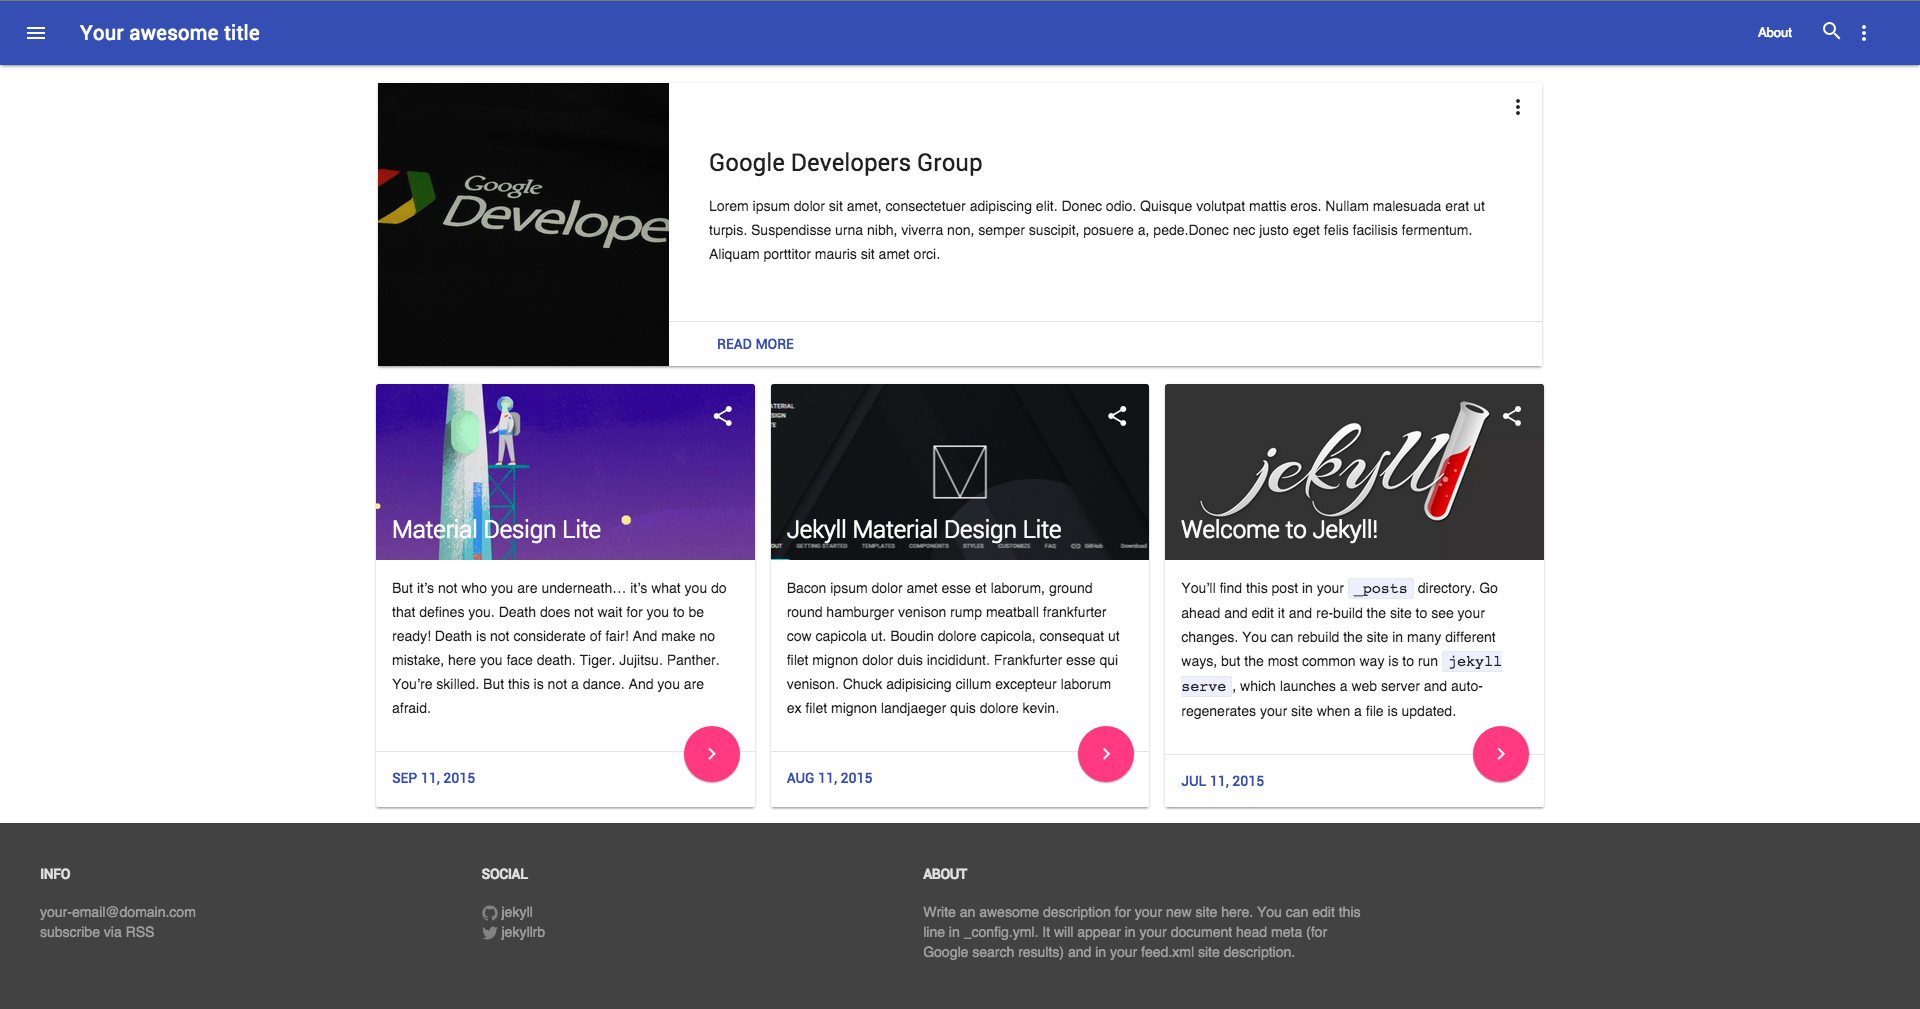 Your awesome title
About
Google
Develope
Google Developers Group
Lorem ipsum dolor sit amet, consectetuer adipiscing elit. Donec odio. Quisque volutpat mattis eros. Nullam malesuada erat ut
turpis. Suspendisse urna nibh, viverra non, semper suscipit, posuere a, pede.Donec nec justo eget felis facilisis fermentum.
Aliquam porttitor mauris sit amet orci.
READ MORE
Material Design Lite
But it’s not who you are underneath… it’s what you do
that defines you. Death does not wait for you to be
ready! Death is not considerate of fair! And make no
mistake, here you face death. Tiger. Jujitsu. Panther.
You’re skilled. But this is not a dance. And you are
afraid.
SEP 11, 2015
ATERIAL
SIGN
TE
Jekyll Material Design Lite
OUT GETTING STARTED TEMPLATES COMPONENTS STYLES CUSTOMIZE FAQ GitHub Download
Bacon ipsum dolor amet esse et laborum, ground
round hamburger venison rump meatball frankfurter
cow capicola ut. Boudin dolore capicola, consequat ut
filet mignon dolor duis incididunt. Frankfurter esse qui
venison. Chuck adipisicing cillum excepteur laborum
ex filet mignon landjaeger quis dolore kevin.
AUG 11, 2015
jekyll
Welcome to Jekyll!
You’ll find this post in your _posts directory. Go
ahead and edit it and re-build the site to see your
changes. You can rebuild the site in many different
ways, but the most common way is to run jekyll
serve, which launches a web server and auto-
regenerates your site when a file is updated.
JUL 11, 2015
INFO
your-email@domain.com
subscribe via RSS
SOCIAL
jekyll
jekyllrb
ABOUT
Write an awesome description for your new site here. You can edit this
line in _config.yml. It will appear in your document head meta (for
Google search results) and in your feed.xml site description.